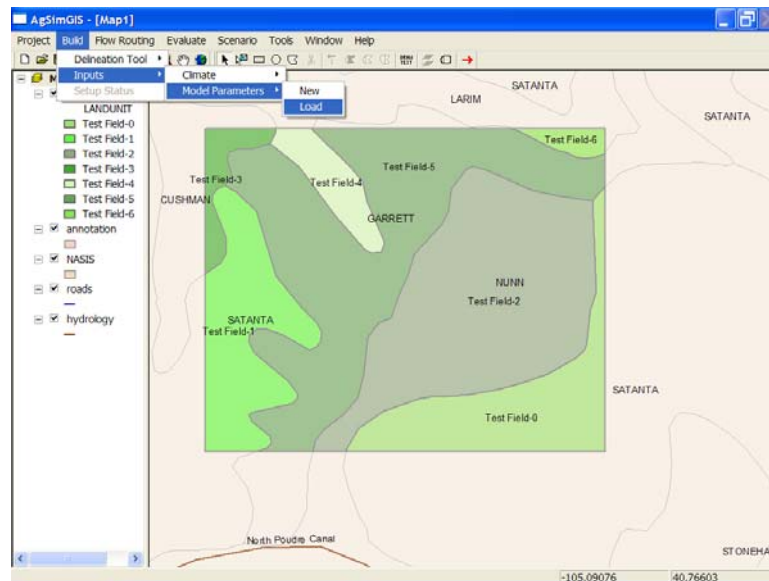 AgSimGIS - [Map1]
Project Build Flow Routing Evaluate Scenario Tools Window Help
Delineation Tool
Inputs
Setup Status
Climate
Model Parameters
New
Load
LANDUNIT
Test Field-0
Test Field-1
Test Field-2
Test Field-3
Test Field-4
Test Field-5
Test Field-6
annotation
NASIS
roads
hydrology
SATANTA
LARIM
SATANTA
Test Field-6
Test Field-5
Test Field-3
Test Field-4
CUSHMAN
GARRETT
NUNN
Test Field-2
SATANTA
Test Field-1
SATANTA
Test Field-0
North Poudre Canal
STONEHA
-105.09076 40.76603